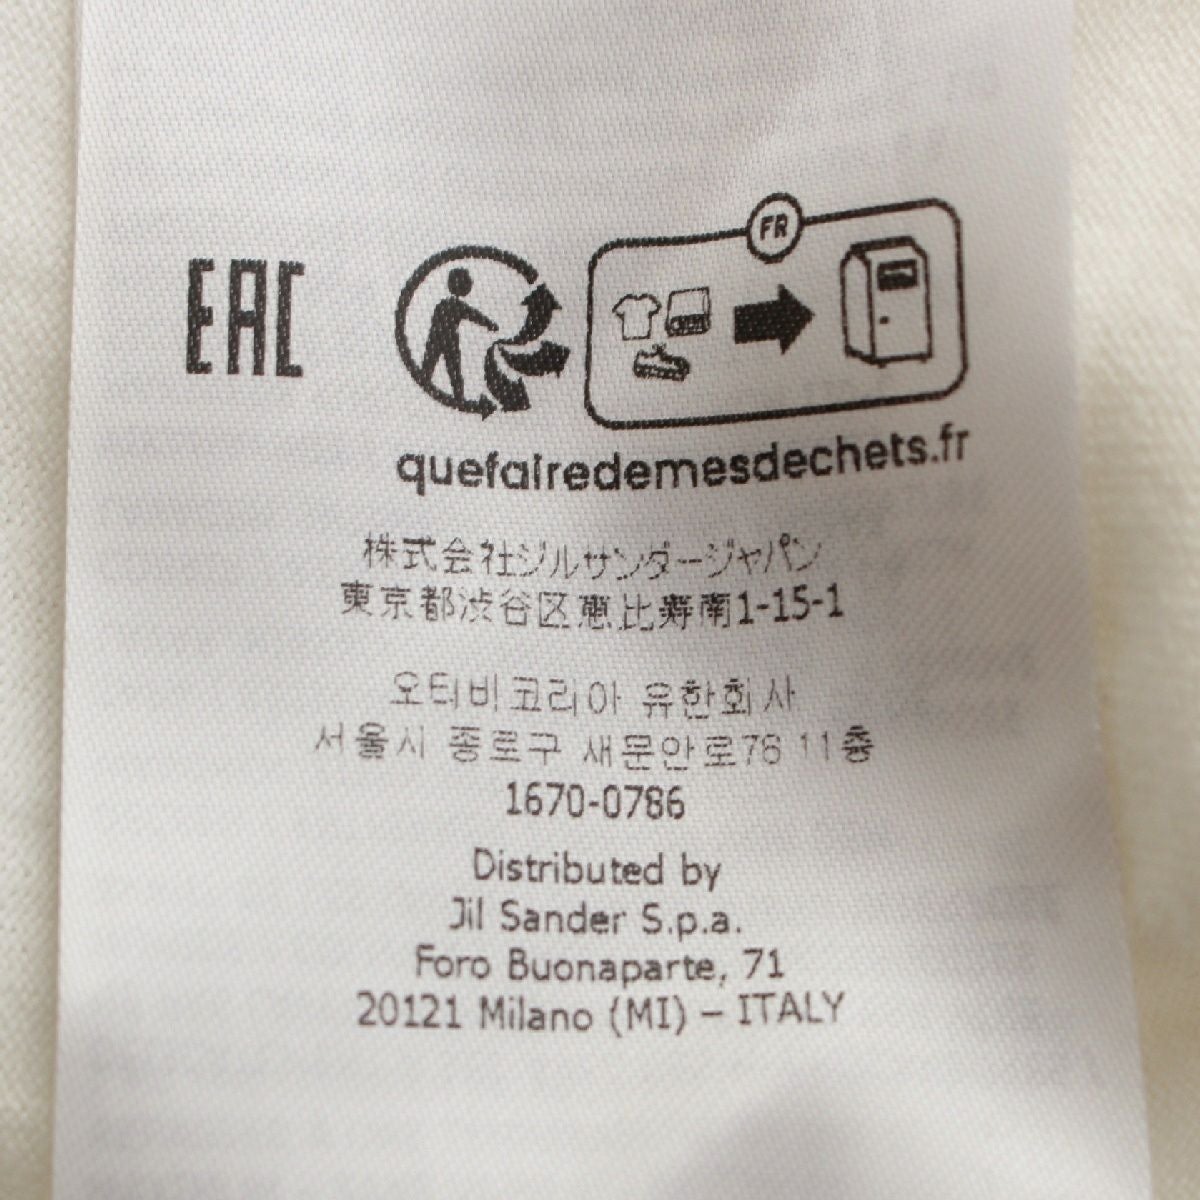 EAC
FR
quefairedemesdechets.fr
株式会社ジルサンダージャパン
東京都渋谷区恵比寿南1-15-1
오티비코리아 유한회사
서울시 종로구 새문안로76 11층
1670-0786
Distributed by
Jil Sander S.p.a.
Foro Buonaparte, 71
20121 Milano (MI) – ITALY